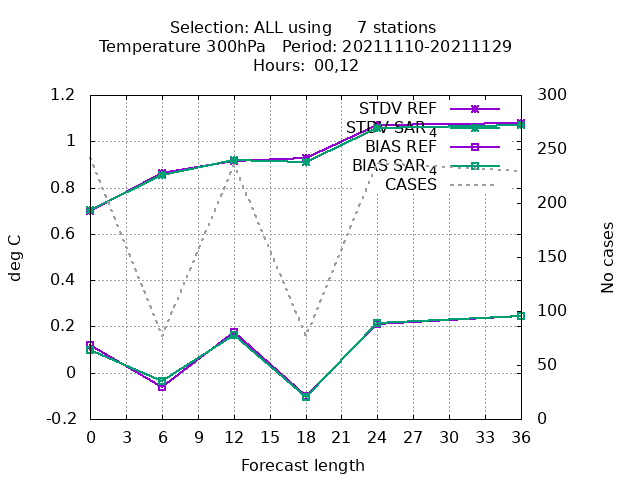 Selection: ALL using     7 stations
Temperature 300hPa   Period: 20211110-20211129
Hours:  00,12
1.2
1
0.8
0.6
0.4
0.2
0
-0.2
deg C
STDV REF
STDV SAR4
BIAS REF
BIAS SAR4
CASES
300
250
200
150
100
50
0
No cases
0 3 6 9 12 15 18 21 24 27 30 33 36
Forecast length